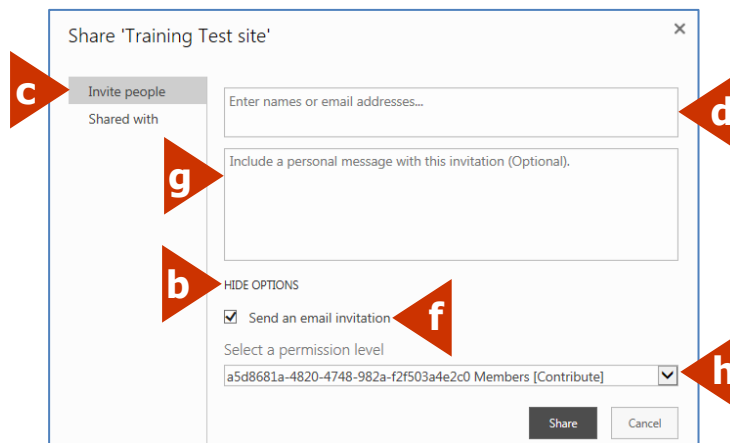 Share 'Training Test site'
c
Invite people
Shared with
Enter names or email addresses...
d
g
Include a personal message with this invitation (Optional).
b
HIDE OPTIONS
Send an email invitation
f
Select a permission level
a5d8681a-4820-4748-982a-f2f503a4e2c0 Members [Contribute]
h
Share
Cancel